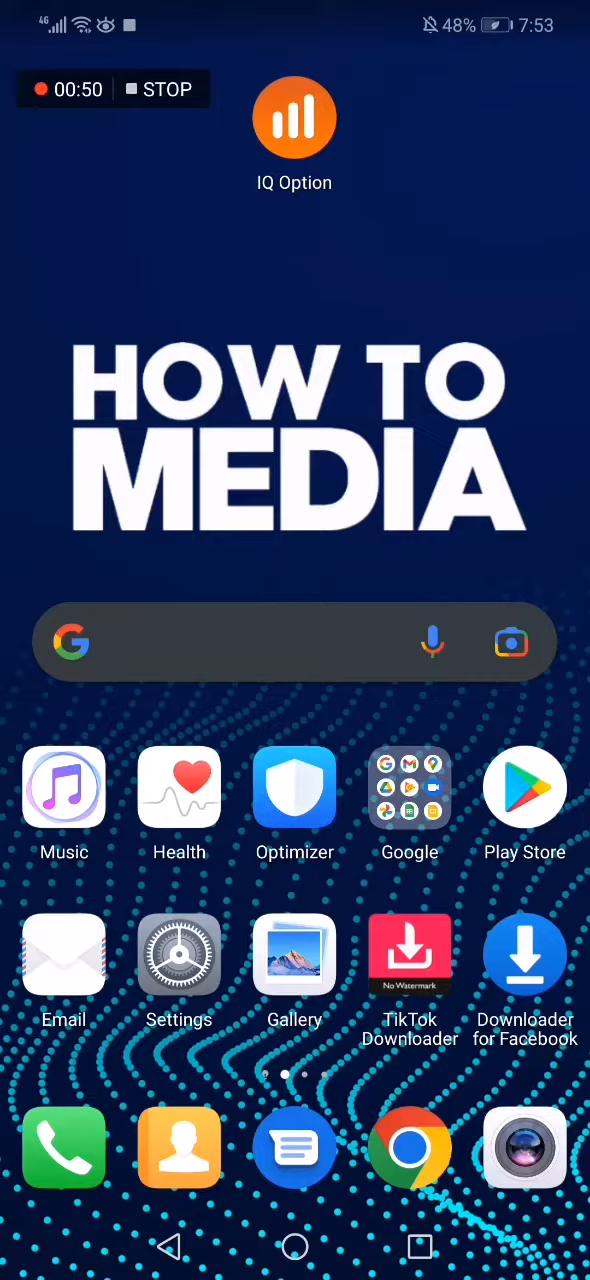 4G 48% 7:53
00:50 STOP
IQ Option
HOW TO
MEDIA
Music Health Optimizer Google Play Store
No Watermark
Email Settings Gallery TikTok Downloader
Downloader for Facebook